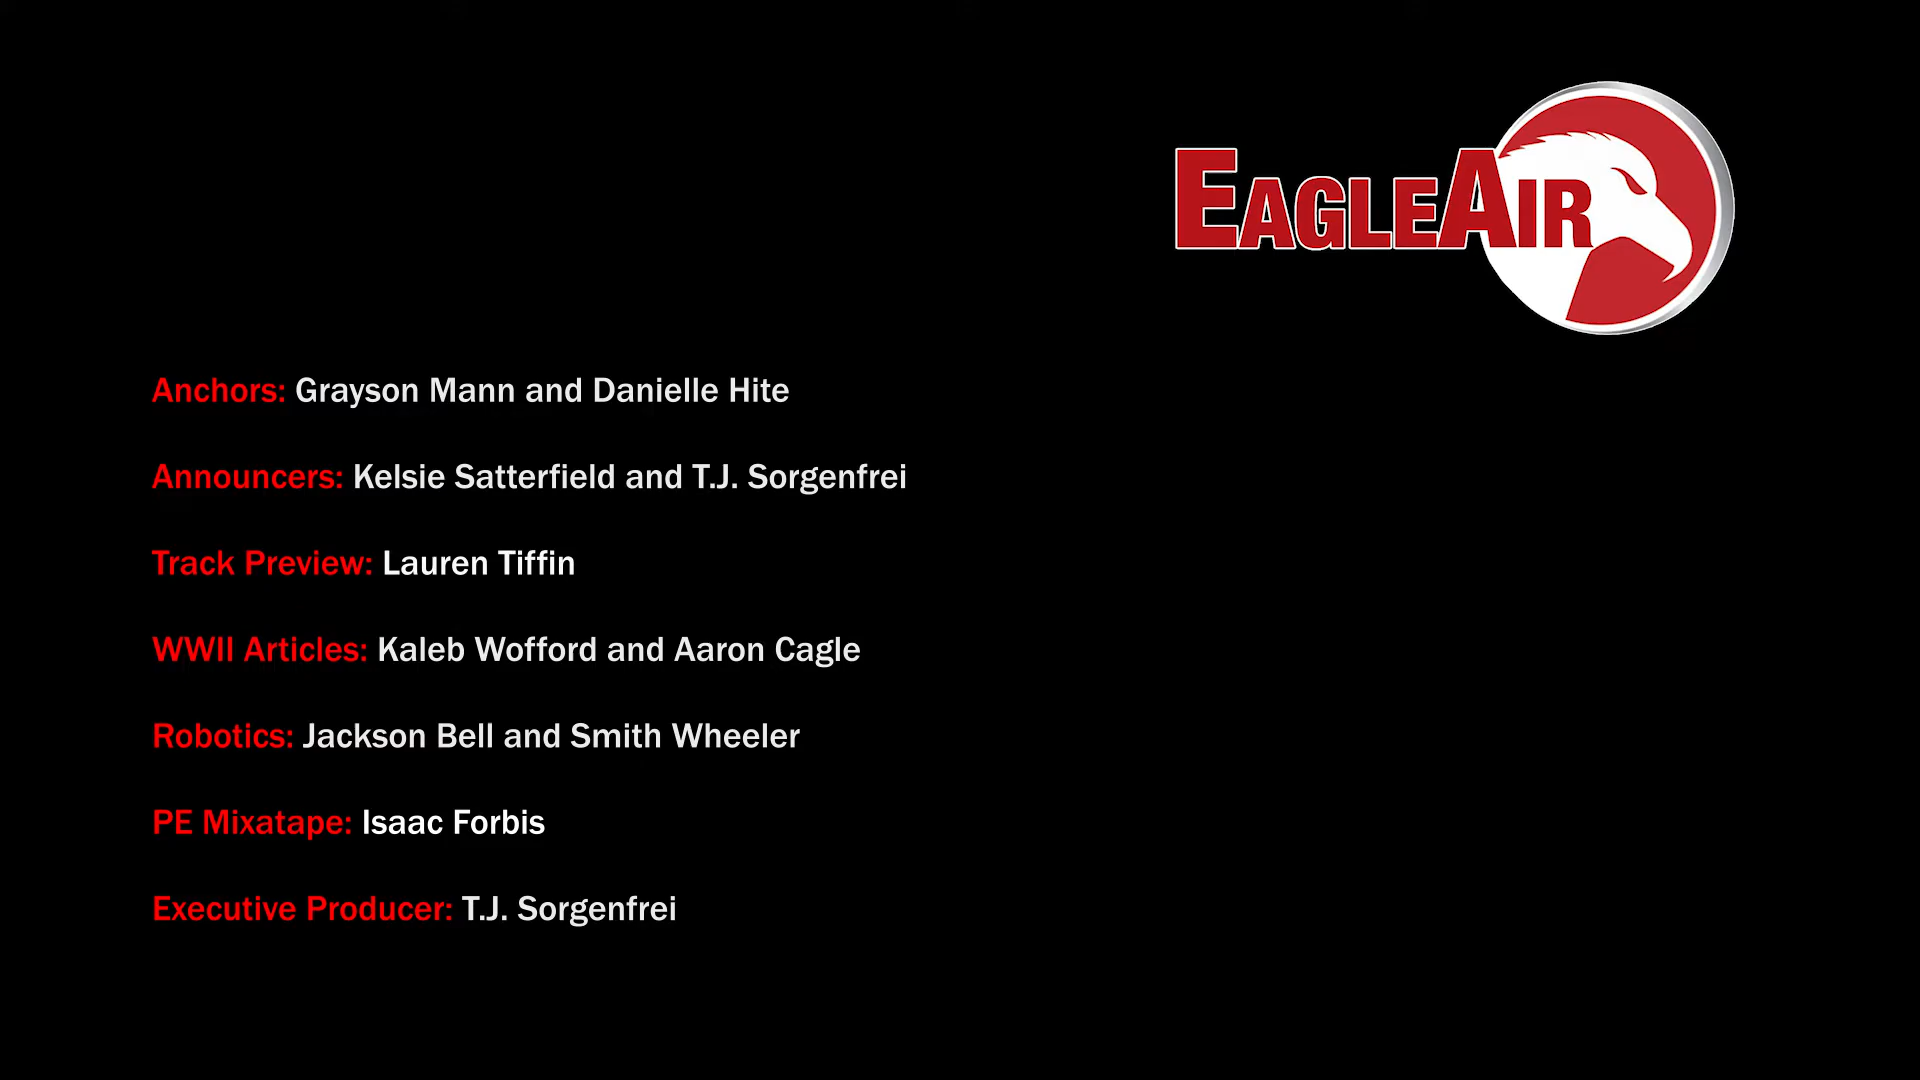 EAGLEAIR
Anchors: Grayson Mann and Danielle Hite
Announcers: Kelsie Satterfield and T.J. Sorgenfrei
Track Preview: Lauren Tiffin
WWII Articles: Kaleb Wofford and Aaron Cagle
Robotics: Jackson Bell and Smith Wheeler
PE Mixatape: Isaac Forbis
Executive Producer: T.J. Sorgenfrei